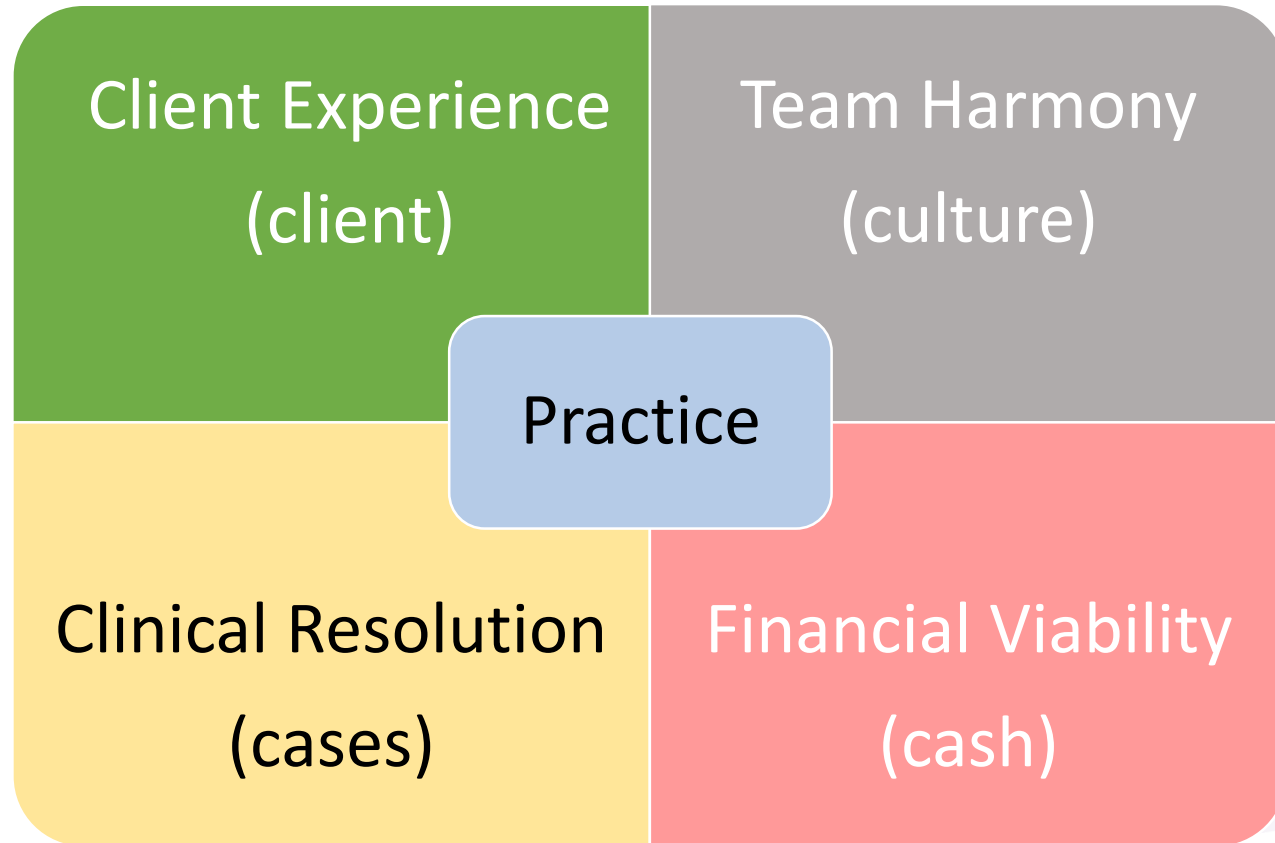 Client Experience
(client)
Team Harmony
(culture)
Practice
Clinical Resolution
(cases)
Financial Viability
(cash)